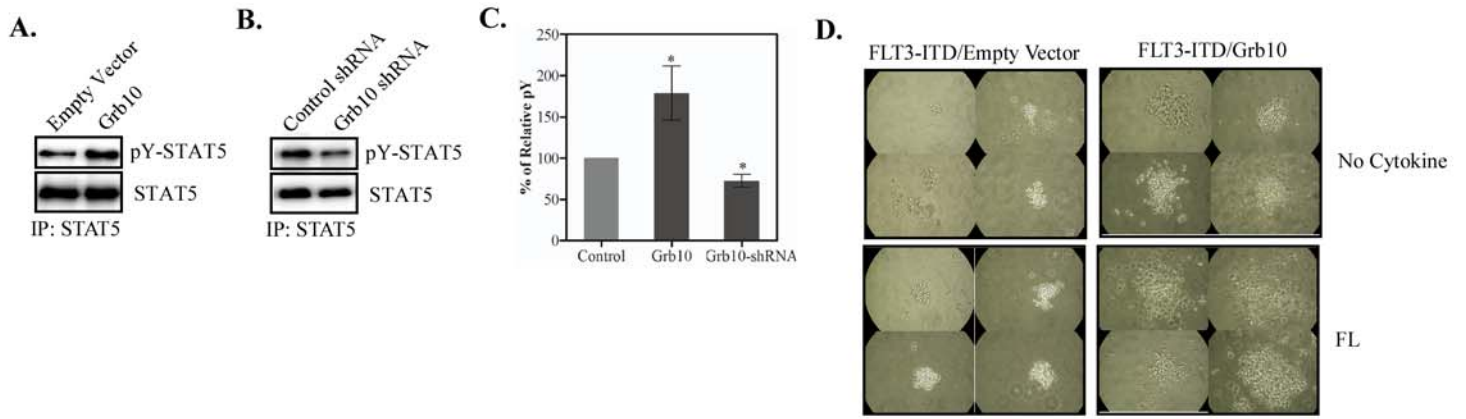 A.
Empty Vector
Grb10
pY-STAT5
STAT5
IP: STAT5
B.
Control shRNA
Grb10 shRNA
pY-STAT5
STAT5
IP: STAT5
C.
% of Relative pY
250
200
150
100
50
0
*
*
Control
Grb10
Grb10-shRNA
D.
FLT3-ITD/Empty Vector
FLT3-ITD/Grb10
No Cytokine
FL